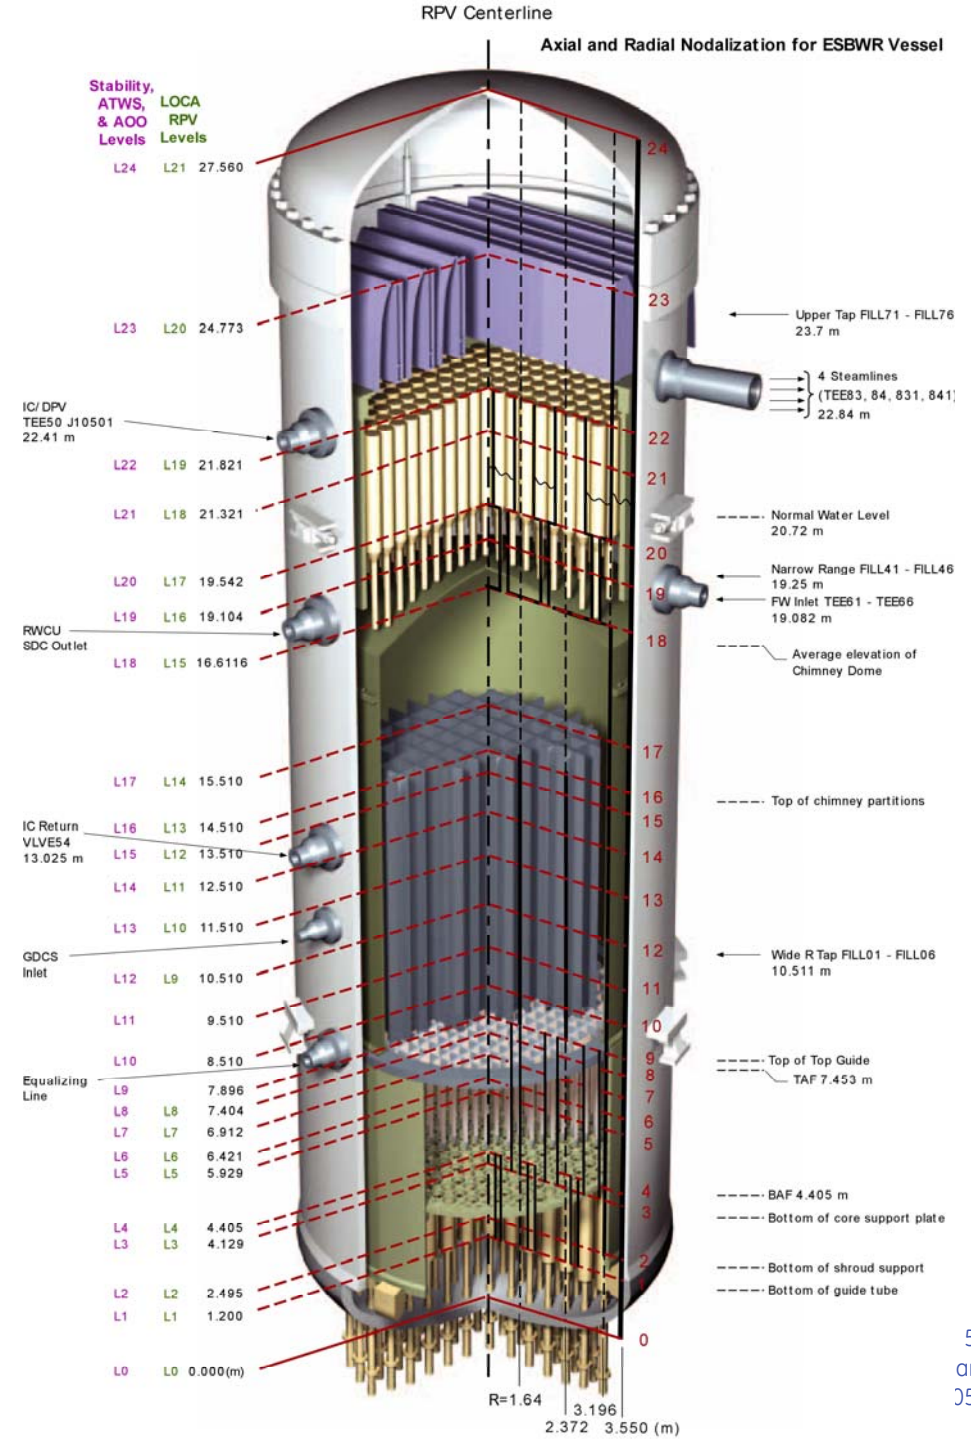 RPV Centerline
Axial and Radial Nodalization for ESBWR Vessel
Stability,
ATWS,
& AOO
Levels
LOCA
RPV
Levels
L24 L21 27.560
L23 L20 24.773
IC/DPV
TEE50 J10501
22.41 m
L22 L19 21.821
L21 L18 21.321
L20 L17 19.542
L19 L16 19.104
RWCU
SDC Outlet
L18 L15 16.6116
L17 L14 15.510
IC Return
VLVE54
13.025 m
L16 L13 14.510
L15 L12 13.510
L14 L11 12.510
L13 L10 11.510
GDCS
Inlet
L12 L9 10.510
L11 9.510
L10 8.510
Equalizing
Line
L9 7.896
L8 L8 7.404
L7 L7 6.912
L6 L6 6.421
L5 L5 5.929
L4 L4 4.405
L3 L3 4.129
L2 L2 2.495
L1 L1 1.200
L0 L0 0.000(m)
24
23
22
21
20
19
18
17
16
15
14
13
12
11
10
9
8
7
6
5
4
3
2
1
0
Upper Tap FILL71 - FILL76
23.7 m
4 Steamlines
(TEE83, 84, 831, 841)
22.84 m
Normal Water Level
20.72 m
Narrow Range FILL41 - FILL46
19.25 m
FW Inlet TEE61 - TEE66
19.082 m
Average elevation of
Chimney Dome
Top of chimney partitions
Wide R Tap FILL01 - FILL06
10.511 m
Top of Top Guide
TAF 7.453 m
BAF 4.405 m
Bottom of core support plate
Bottom of shroud support
Bottom of guide tube
R=1.64
3.196
2.372 3.550 (m)